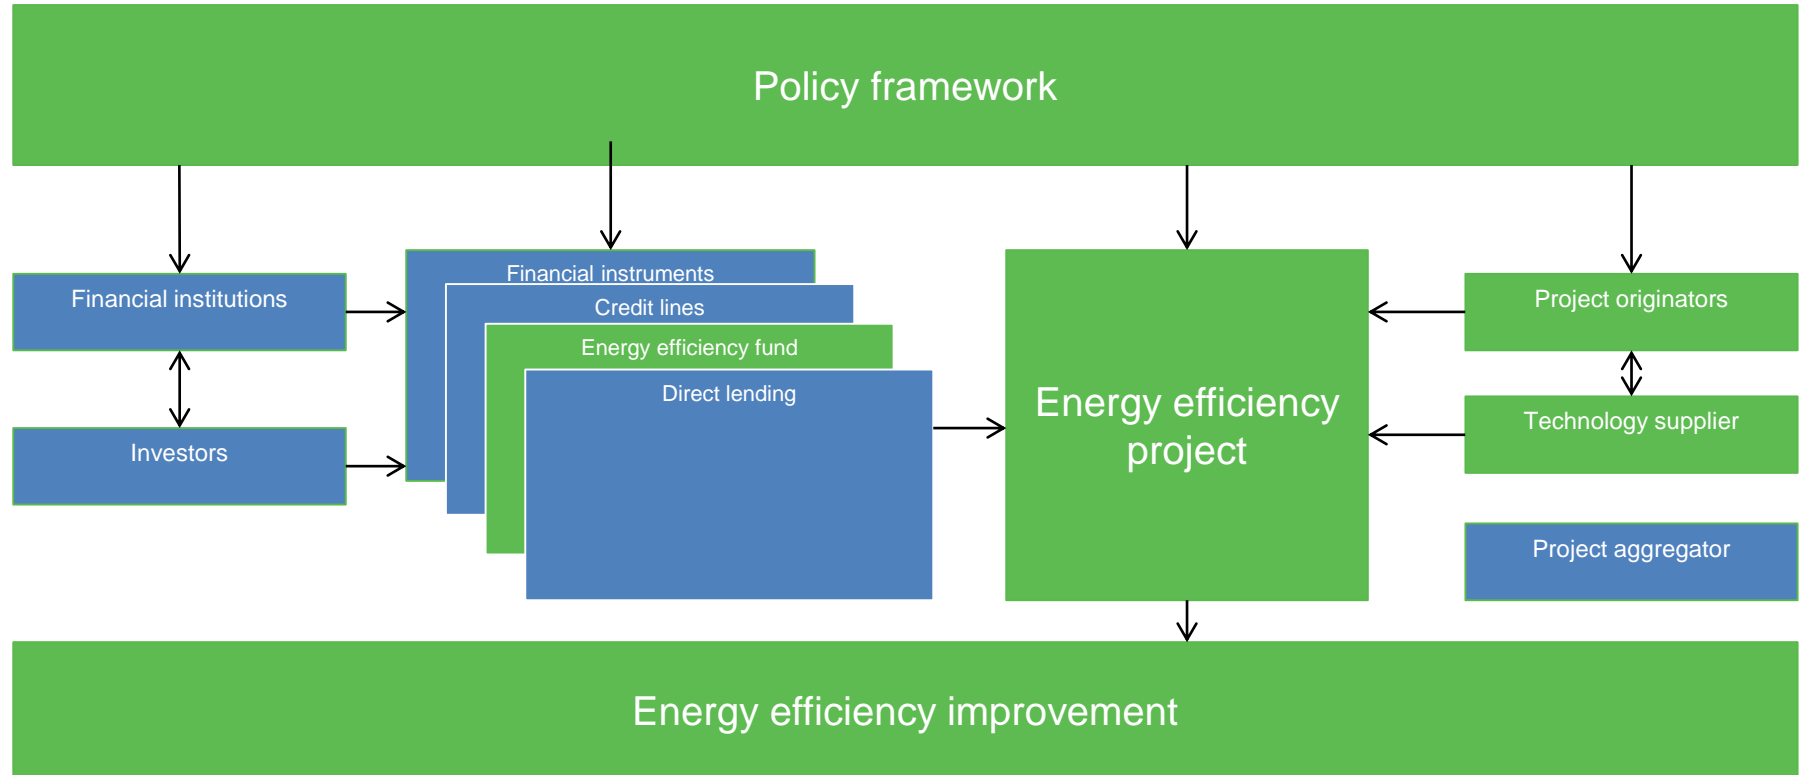 Policy framework
Financial institutions
Investors
Financial instruments
Credit lines
Energy efficiency fund
Direct lending
Energy efficiency
project
Project originators
Technology supplier
Project aggregator
Energy efficiency improvement